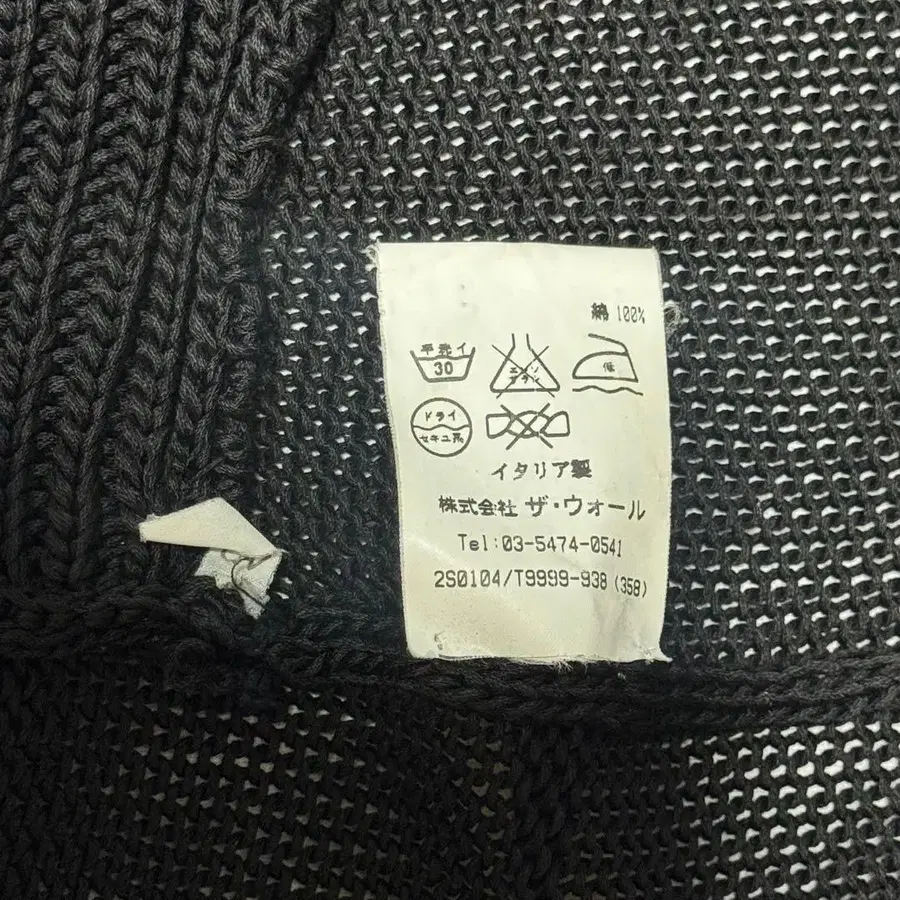 綿 100%
手洗イ
30
エンソ
サラシ
低
ドライ
セキユ系
イタリア製
株式会社 ザ・ウォール
Tel:03-5474-0541
2S0104/T9999-938(358)